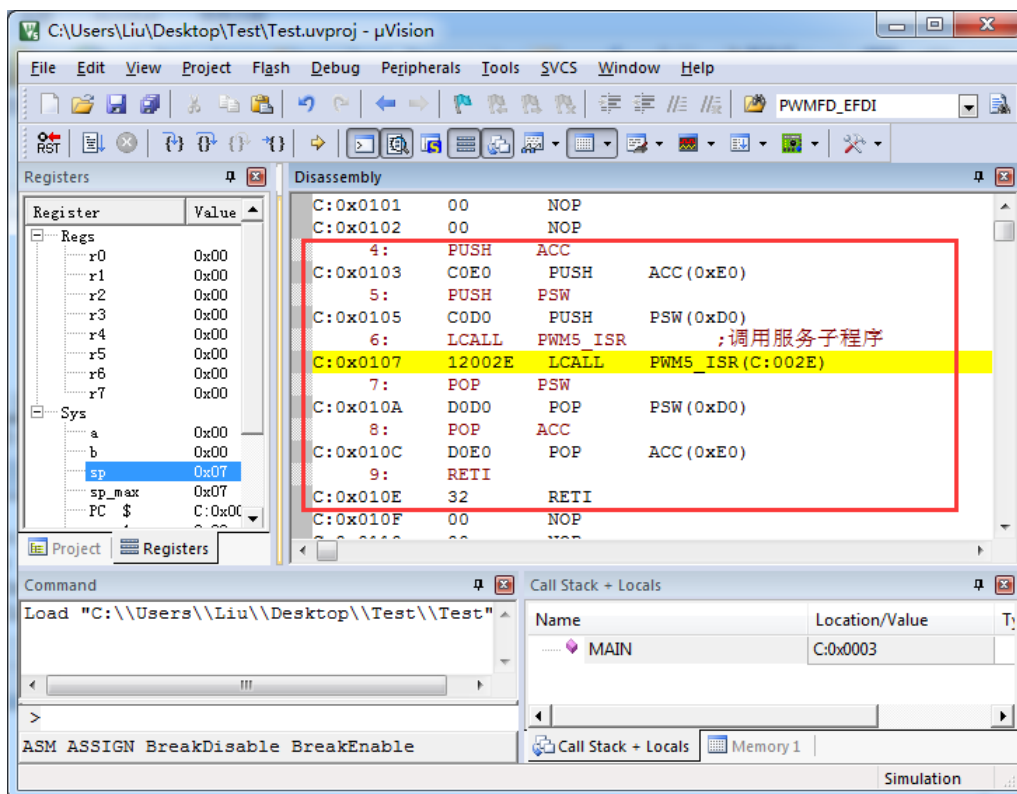 C:\Users\Liu\Desktop\Test\Test.uvproj - µVision
File Edit View Project Flash Debug Peripherals Tools SVCS Window Help
PWMFD_EFDI
RST
Registers
Disassembly
Register Value
Regs
r0 0x00
r1 0x00
r2 0x00
r3 0x00
r4 0x00
r5 0x00
r6 0x00
r7 0x00
Sys
a 0x00
b 0x00
sp 0x07
sp_max 0x07
PC $ C:0x00
Project Registers
C:0x0101 00 NOP
C:0x0102 00 NOP
4: PUSH ACC
C:0x0103 C0E0 PUSH ACC(0xE0)
5: PUSH PSW
C:0x0105 C0D0 PUSH PSW(0xD0)
6: LCALL PWM5_ISR ;调用服务子程序
C:0x0107 12002E LCALL PWM5_ISR(C:002E)
7: POP PSW
C:0x010A D0D0 POP PSW(0xD0)
8: POP ACC
C:0x010C D0E0 POP ACC(0xE0)
9: RETI
C:0x010E 32 RETI
C:0x010F 00 NOP
Command
Load "C:\\Users\\Liu\\Desktop\\Test\\Test"
>
ASM ASSIGN BreakDisable BreakEnable
Call Stack + Locals
Name Location/Value
MAIN C:0x0003
Call Stack + Locals Memory 1
Simulation